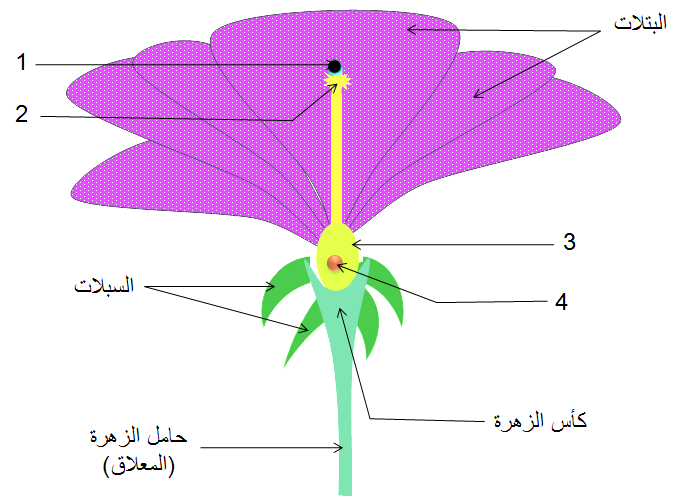 البتلات
1
2
3
السبلات
4
كأس الزهرة
حامل الزهرة
(المعلاق)